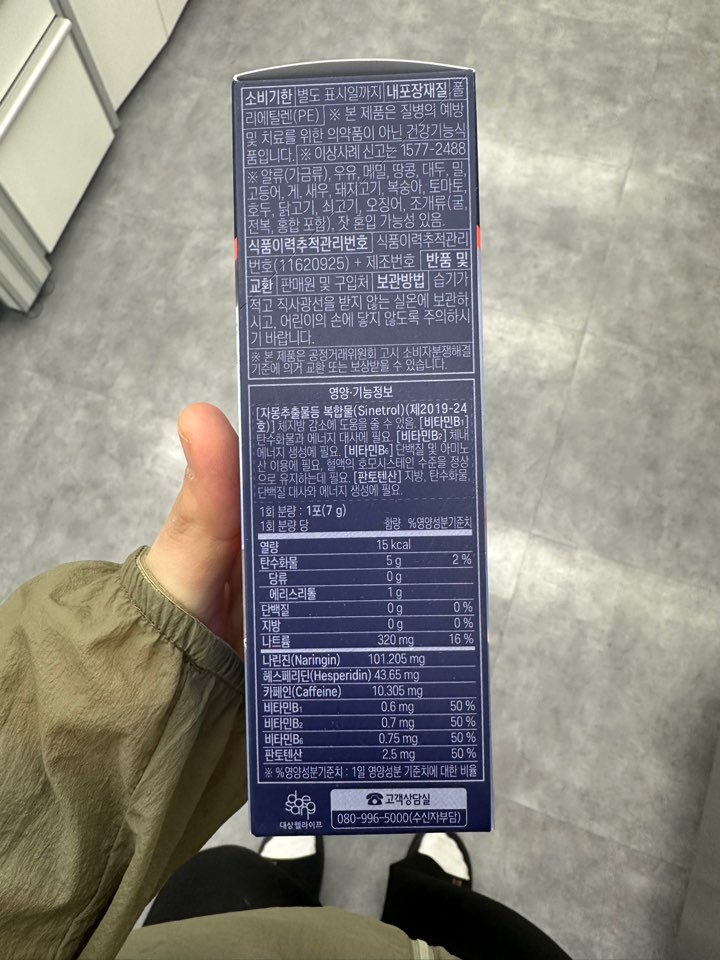 소비기한 별도 표시일까지 내포장재질 폴
리에틸렌(PE) ※ 본 제품은 질병의 예방
및 치료를 위한 의약품이 아닌 건강기능식
품입니다. ※ 이상사례 신고는 1577-2488
※ 알류(가금류), 우유, 메밀, 땅콩, 대두, 밀,
고등어, 게, 새우, 돼지고기, 복숭아, 토마토,
호두, 닭고기, 쇠고기, 오징어, 조개류(굴,
전복, 홍합 포함), 잣 혼입 가능성 있음.
식품이력추적관리번호 식품이력추적관리
번호(11620925) + 제조번호 반품 및
교환 판매원 및 구입처 보관방법 습기가
적고 직사광선을 받지 않는 실온에 보관하
시고, 어린이의 손에 닿지 않도록 주의하시
기 바랍니다.
※ 본 제품은 공정거래위원회 고시 소비자분쟁해결
기준에 의거 교환 또는 보상받을 수 있습니다.
영양·기능정보
[자몽추출물등 복합물(Sinetrol)(제2019-24
호)] 체지방 감소에 도움을 줄 수 있음. [비타민B₁]
탄수화물과 에너지 대사에 필요. [비타민B₂] 체내
에너지 생성에 필요. [비타민B₆] 단백질 및 아미노
산 이용에 필요, 혈액의 호모시스테인 수준을 정상
으로 유지하는데 필요. [판토텐산] 지방, 탄수화물,
단백질 대사와 에너지 생성에 필요.
1회 분량 : 1포(7 g)
1회 분량 당 함량 %영양성분기준치
열량 15 kcal
탄수화물 5 g 2 %
당류 0 g
에리스리톨 1 g
단백질 0 g 0 %
지방 0 g 0 %
나트륨 320 mg 16 %
나린진(Naringin) 101.205 mg
헤스페리딘(Hesperidin) 43.65 mg
카페인(Caffeine) 10.305 mg
비타민B₁ 0.6 mg 50 %
비타민B₂ 0.7 mg 50 %
비타민B₆ 0.75 mg 50 %
판토텐산 2.5 mg 50 %
※ %영양성분기준치 : 1일 영양성분 기준치에 대한 비율
대상웰라이프
☎ 고객상담실
080-996-5000(수신자부담)